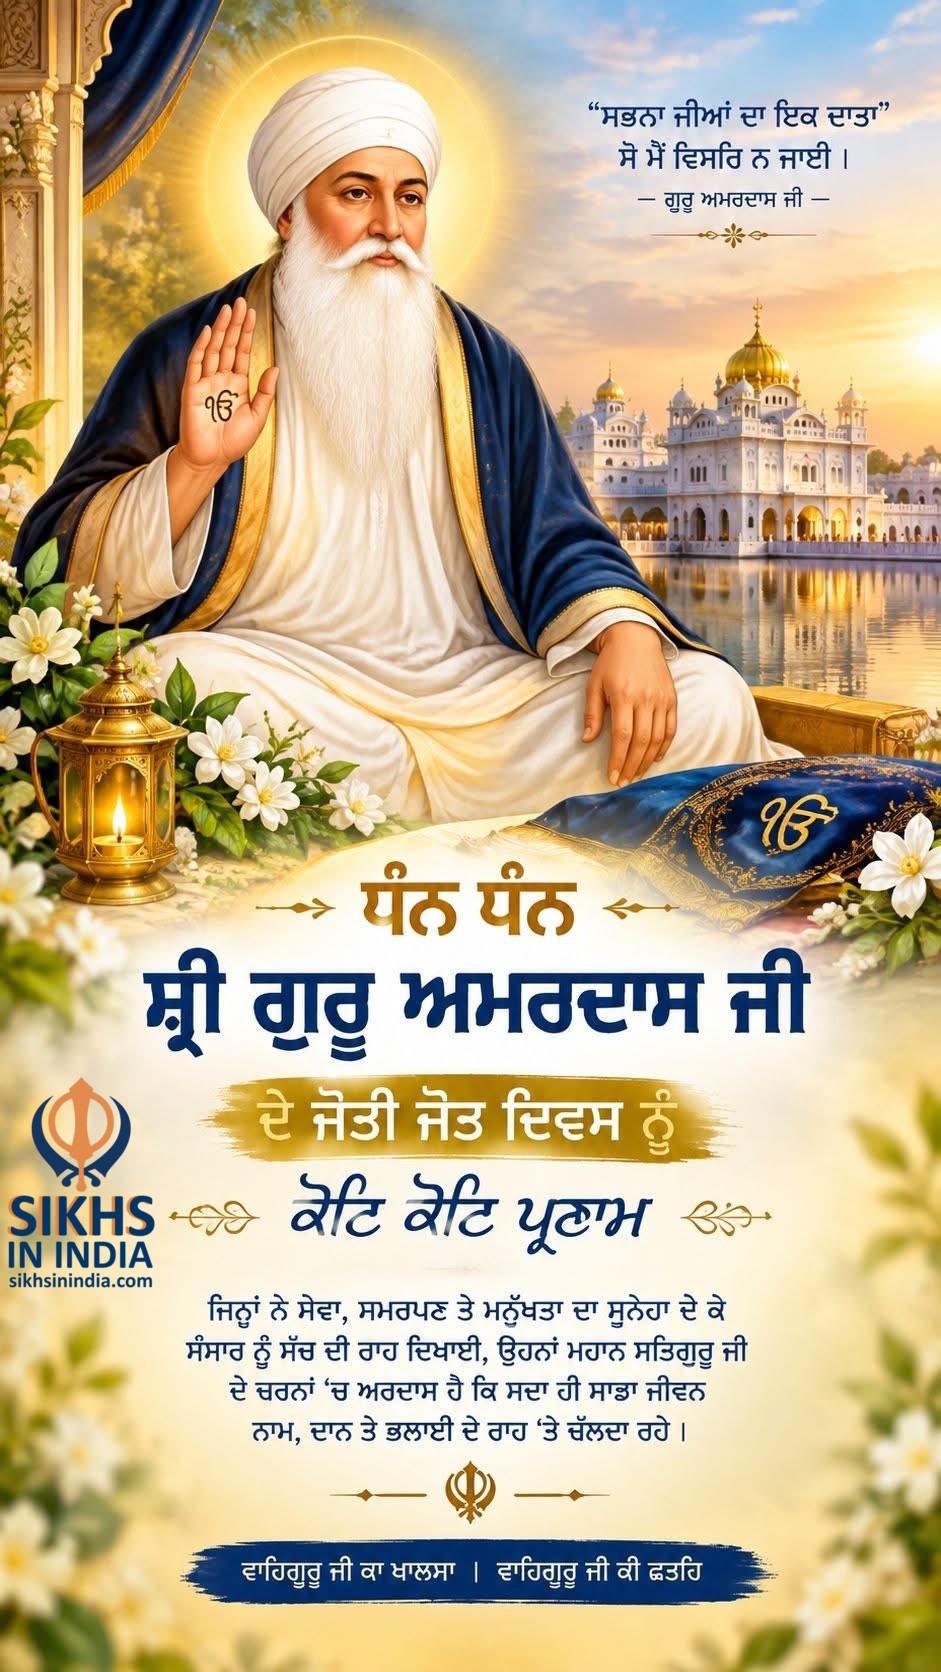 “ਸਭਨਾ ਜੀਆਂ ਦਾ ਇਕ ਦਾਤਾ”
ਸੋ ਮੈਂ ਵਿਸਰਿ ਨ ਜਾਈ।
— ਗੁਰੂ ਅਮਰਦਾਸ ਜੀ —
ੴ
ੴ
ਧੰਨ ਧੰਨ
ਸ਼੍ਰੀ ਗੁਰੂ ਅਮਰਦਾਸ ਜੀ
ਦੇ ਜੋਤੀ ਜੋਤ ਦਿਵਸ ਨੂੰ
ਕੋਟਿ ਕੋਟਿ ਪ੍ਰਣਾਮ
SIKHS
IN INDIA
sikhsinindia.com
ਜਿਨ੍ਹਾਂ ਨੇ ਸੇਵਾ, ਸਮਰਪਣ ਤੇ ਮਨੁੱਖਤਾ ਦਾ ਸੁਨੇਹਾ ਦੇ ਕੇ
ਸੰਸਾਰ ਨੂੰ ਸੱਚ ਦੀ ਰਾਹ ਦਿਖਾਈ, ਉਹਨਾਂ ਮਹਾਨ ਸਤਿਗੁਰੂ ਜੀ
ਦੇ ਚਰਨਾਂ ‘ਚ ਅਰਦਾਸ ਹੈ ਕਿ ਸਦਾ ਹੀ ਸਾਡਾ ਜੀਵਨ
ਨਾਮ, ਦਾਨ ਤੇ ਭਲਾਈ ਦੇ ਰਾਹ ‘ਤੇ ਚੱਲਦਾ ਰਹੇ।
ਵਾਹਿਗੂਰੂ ਜੀ ਕਾ ਖਾਲਸਾ | ਵਾਹਿਗੂਰੂ ਜੀ ਕੀ ਛਤਹਿ